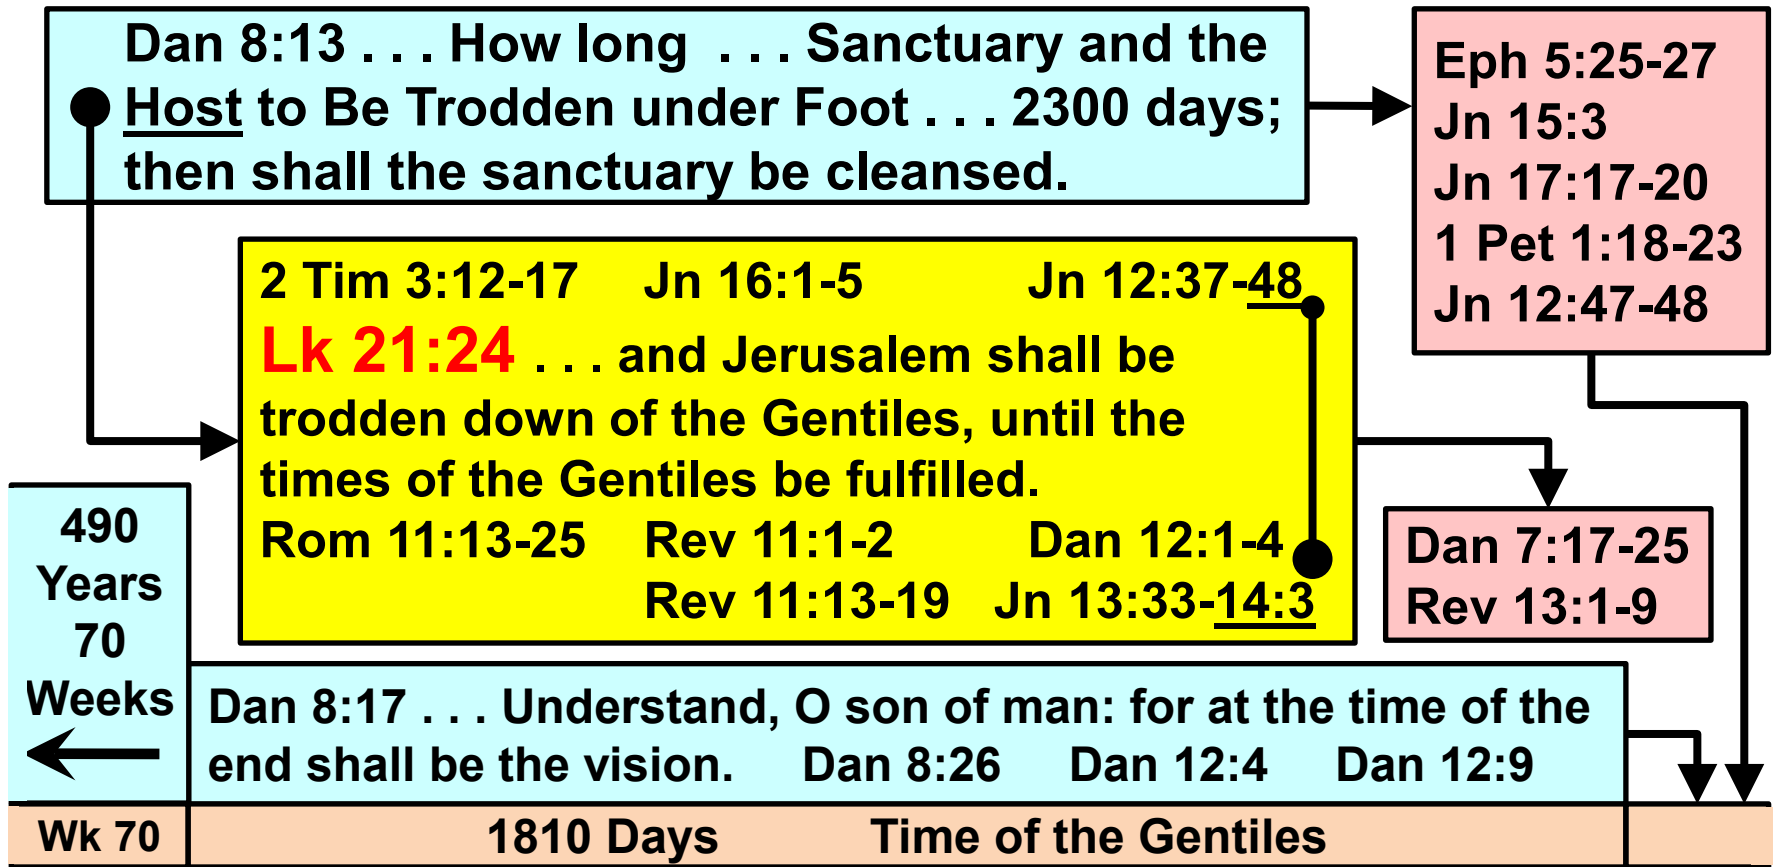 Dan 8:13 . . . How long . . . Sanctuary and the
Host to Be Trodden under Foot . . . 2300 days;
then shall the sanctuary be cleansed.
Eph 5:25-27
Jn 15:3
Jn 17:17-20
1 Pet 1:18-23
Jn 12:47-48
2 Tim 3:12-17 Jn 16:1-5 Jn 12:37-48
Lk 21:24 . . . and Jerusalem shall be
trodden down of the Gentiles, until the
times of the Gentiles be fulfilled.
Rom 11:13-25 Rev 11:1-2 Dan 12:1-4
Rev 11:13-19 Jn 13:33-14:3
Dan 7:17-25
Rev 13:1-9
490
Years
70
Weeks
Dan 8:17 . . . Understand, O son of man: for at the time of the
end shall be the vision. Dan 8:26 Dan 12:4 Dan 12:9
Wk 70 1810 Days Time of the Gentiles